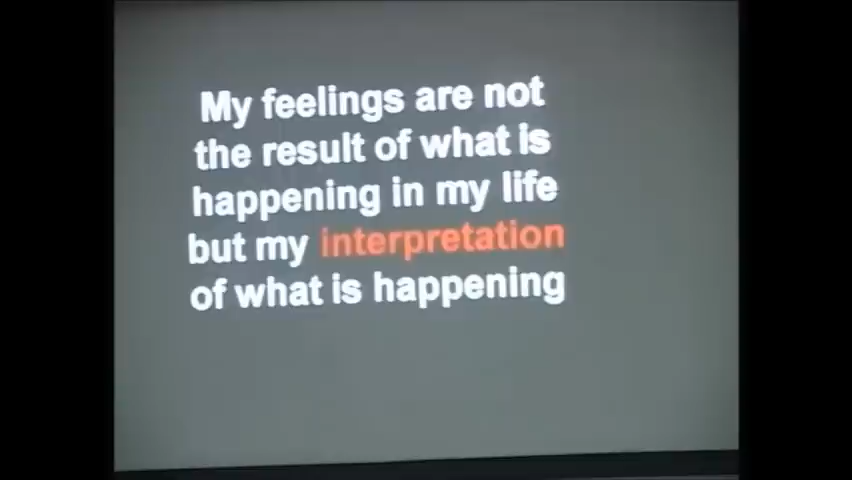 My feelings are not
the result of what is
happening in my life
but my interpretation
of what is happening